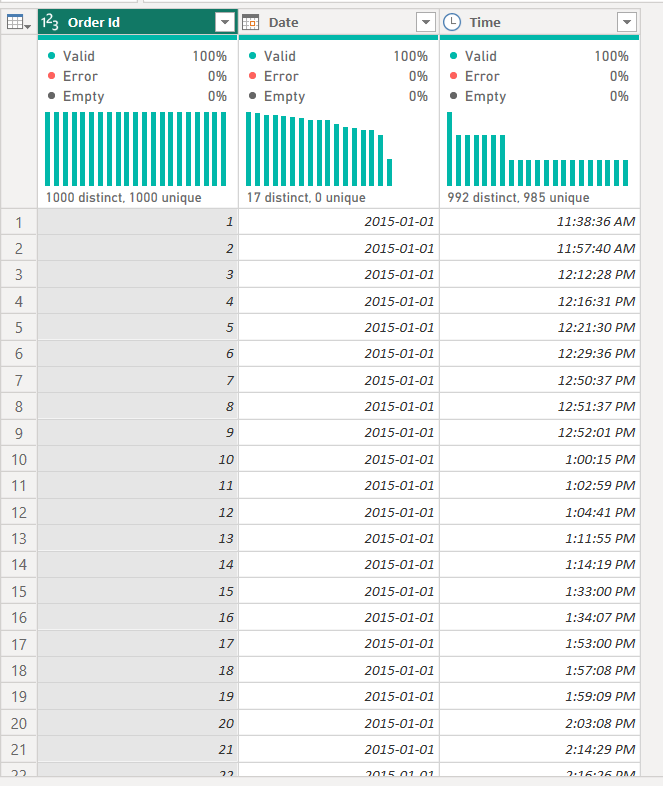 123 Order Id Date Time
Valid 100% Valid 100% Valid 100%
Error 0% Error 0% Error 0%
Empty 0% Empty 0% Empty 0%
1000 distinct, 1000 unique 17 distinct, 0 unique 992 distinct, 985 unique
1 1 2015-01-01 11:38:36 AM
2 2 2015-01-01 11:57:40 AM
3 3 2015-01-01 12:12:28 PM
4 4 2015-01-01 12:16:31 PM
5 5 2015-01-01 12:21:30 PM
6 6 2015-01-01 12:29:36 PM
7 7 2015-01-01 12:50:37 PM
8 8 2015-01-01 12:51:37 PM
9 9 2015-01-01 12:52:01 PM
10 10 2015-01-01 1:00:15 PM
11 11 2015-01-01 1:02:59 PM
12 12 2015-01-01 1:04:41 PM
13 13 2015-01-01 1:11:55 PM
14 14 2015-01-01 1:14:19 PM
15 15 2015-01-01 1:33:00 PM
16 16 2015-01-01 1:34:07 PM
17 17 2015-01-01 1:53:00 PM
18 18 2015-01-01 1:57:08 PM
19 19 2015-01-01 1:59:09 PM
20 20 2015-01-01 2:03:08 PM
21 21 2015-01-01 2:14:29 PM
22 22 2015-01-01 2:16:26 PM